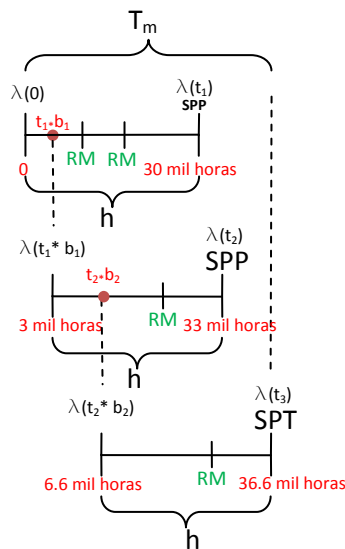 Tm
λ(0)
λ(t1)
SPP
t1*b1
RM
RM
0
30 mil horas
h
λ(t1* b1)
λ(t2)
SPP
t2*b2
RM
3 mil horas
33 mil horas
h
λ(t2* b2)
λ(t3)
SPT
RM
6.6 mil horas
36.6 mil horas
h